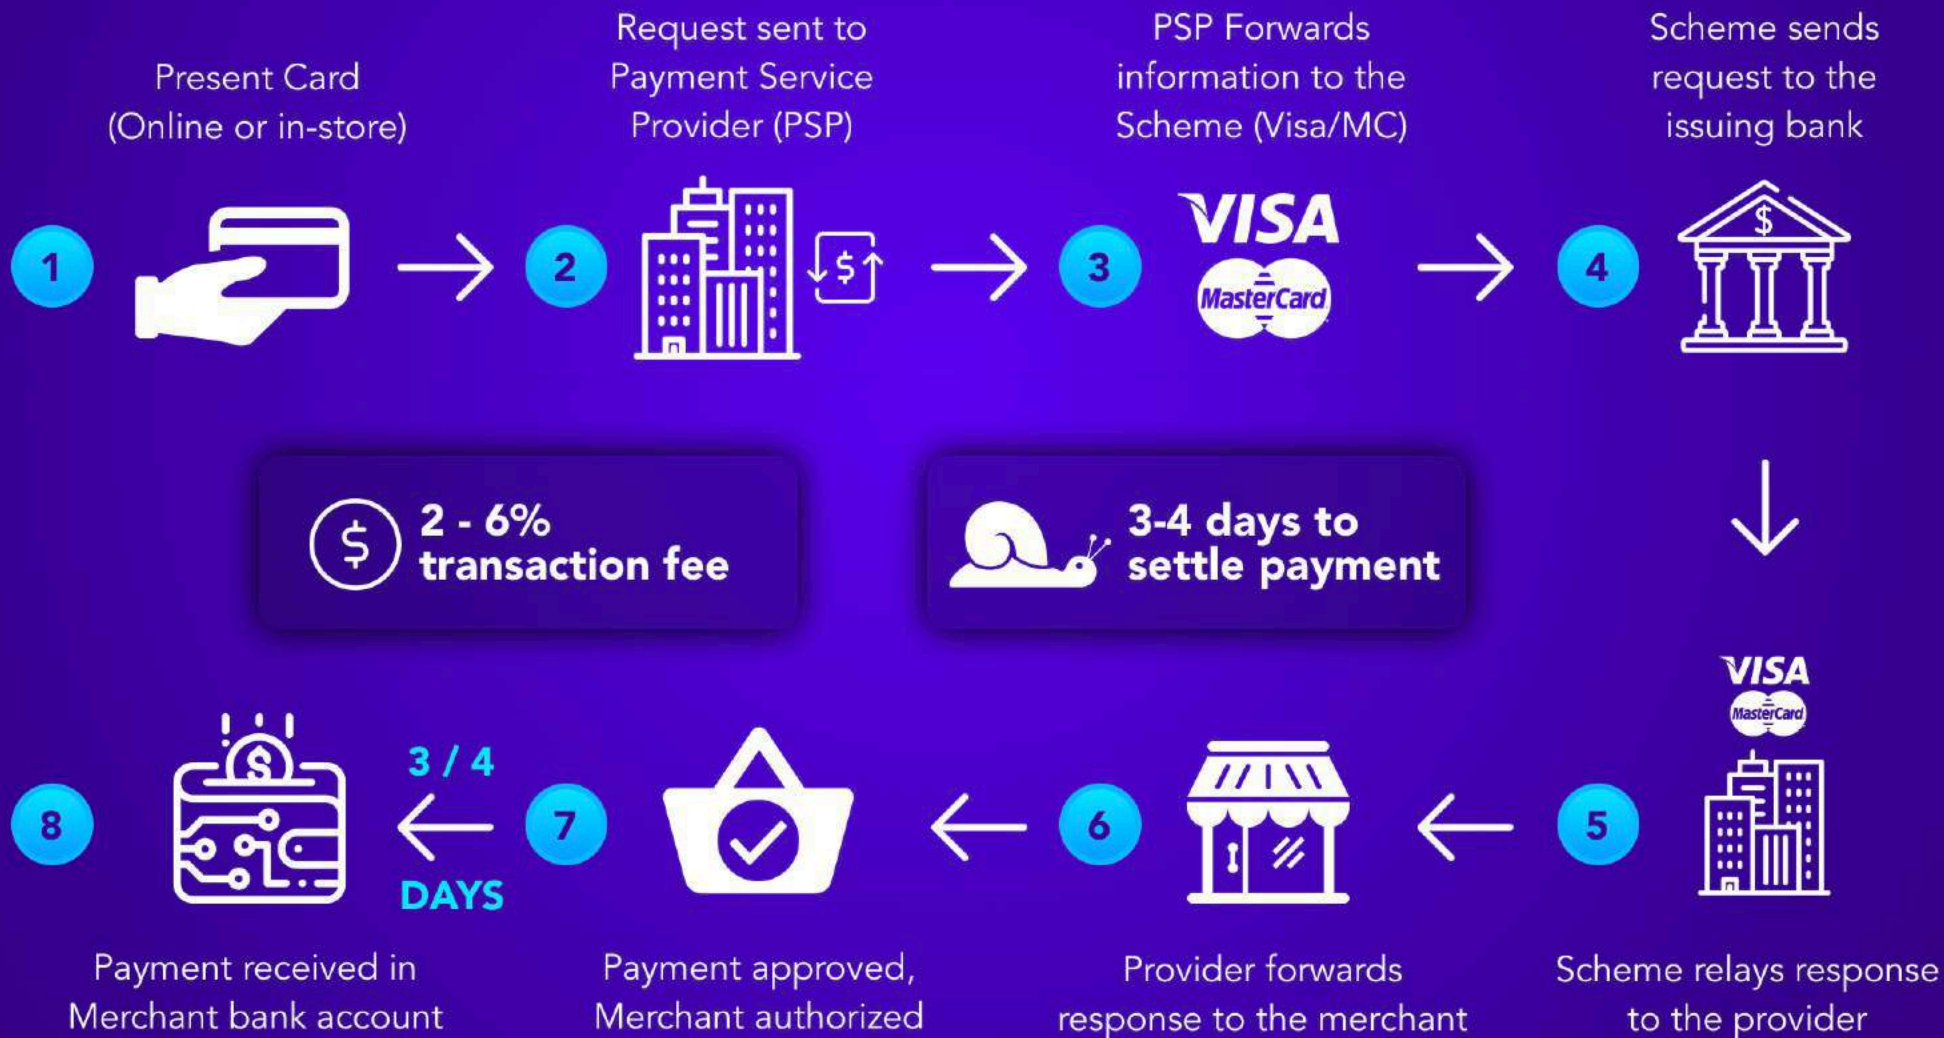 Present Card
(Online or in-store)
Request sent to
Payment Service
Provider (PSP)
PSP Forwards
information to the
Scheme (Visa/MC)
Scheme sends
request to the
issuing bank
1
2
$
3
VISA
MasterCard
4
$
$
2 - 6%
transaction fee
3-4 days to
settle payment
8
$
3 / 4
DAYS
7
6
5
VISA
MasterCard
Payment received in
Merchant bank account
Payment approved,
Merchant authorized
Provider forwards
response to the merchant
Scheme relays response
to the provider